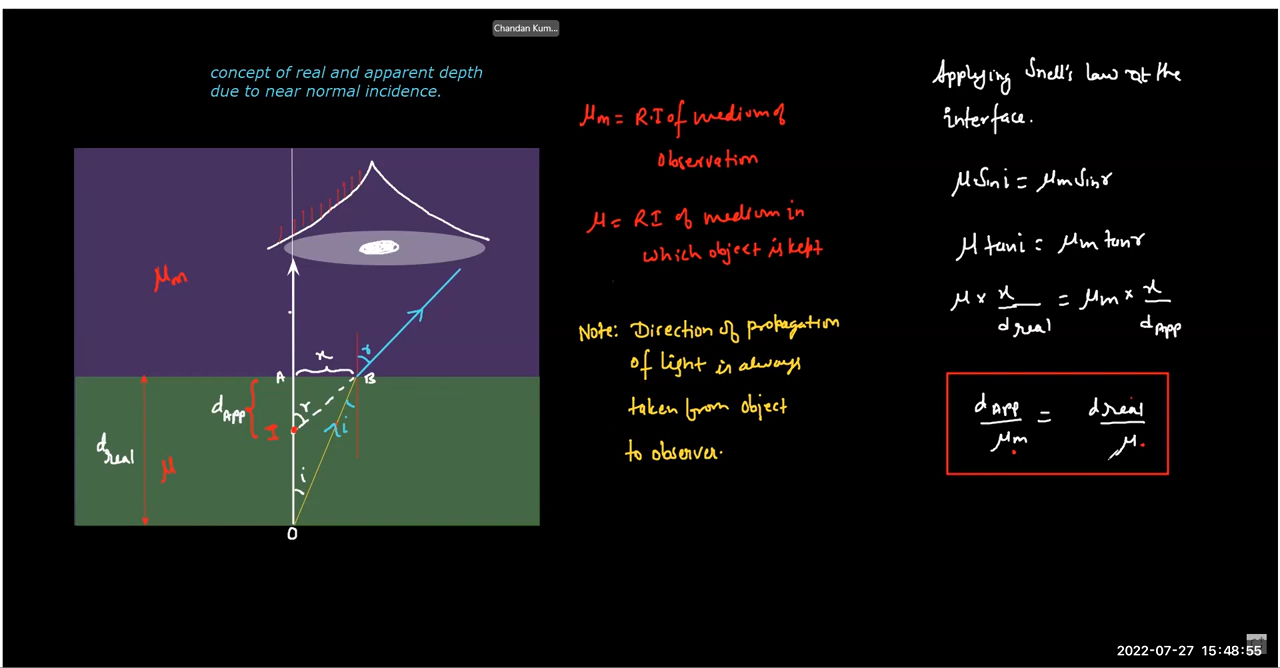 Chandan Kum...
concept of real and apparent depth
due to near normal incidence.
μm
A
x
r
B
dApp
r
I
i
dreal
μ
i
O
μm = R.I of medium of
Observation
μ = RI of medium in
which object is kept
Note: Direction of propagation
of light is always
taken from object
to observer.
Applying Snell's law at the
interface.
μ Sin i = μm Sin r
μ tan i = μm tan r
μ × x/dreal = μm × x/dApp
dApp/μm = dreal/μ
2022-07-27 15:48:55